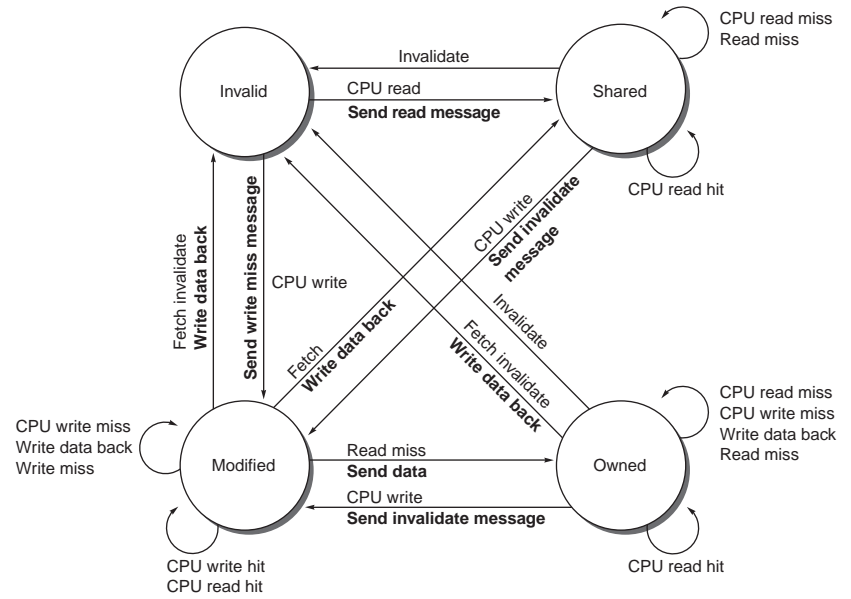 CPU read miss
Read miss
Invalidate
Invalid
CPU read
Send read message
Shared
CPU read hit
Fetch invalidate
Write data back
Send write miss message
CPU write
CPU write
Send invalidate
message
Fetch
Write data back
Invalidate
Fetch invalidate
Write data back
CPU write miss
Write data back
Write miss
Modified
Read miss
Send data
CPU write
Send invalidate message
Owned
CPU read miss
CPU write miss
Write data back
Read miss
CPU write hit
CPU read hit
CPU read hit